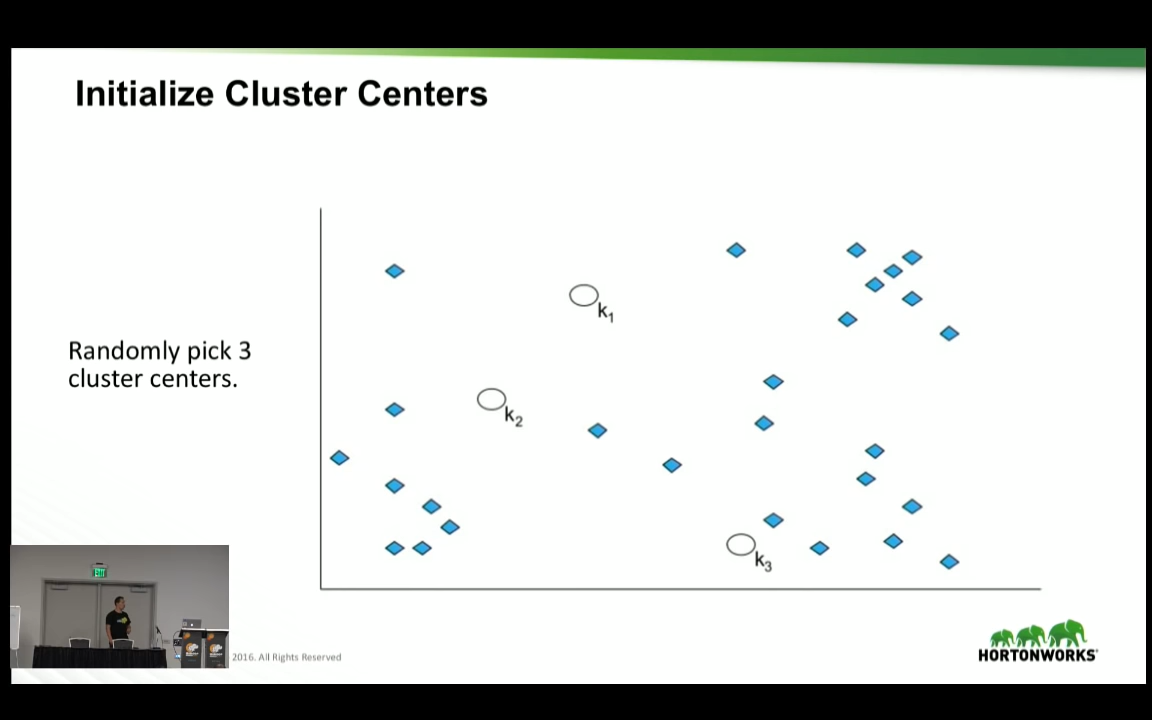 Initialize Cluster Centers
Randomly pick 3
cluster centers.
k₁
k₂
k₃
2016. All Rights Reserved
HORTONWORKS